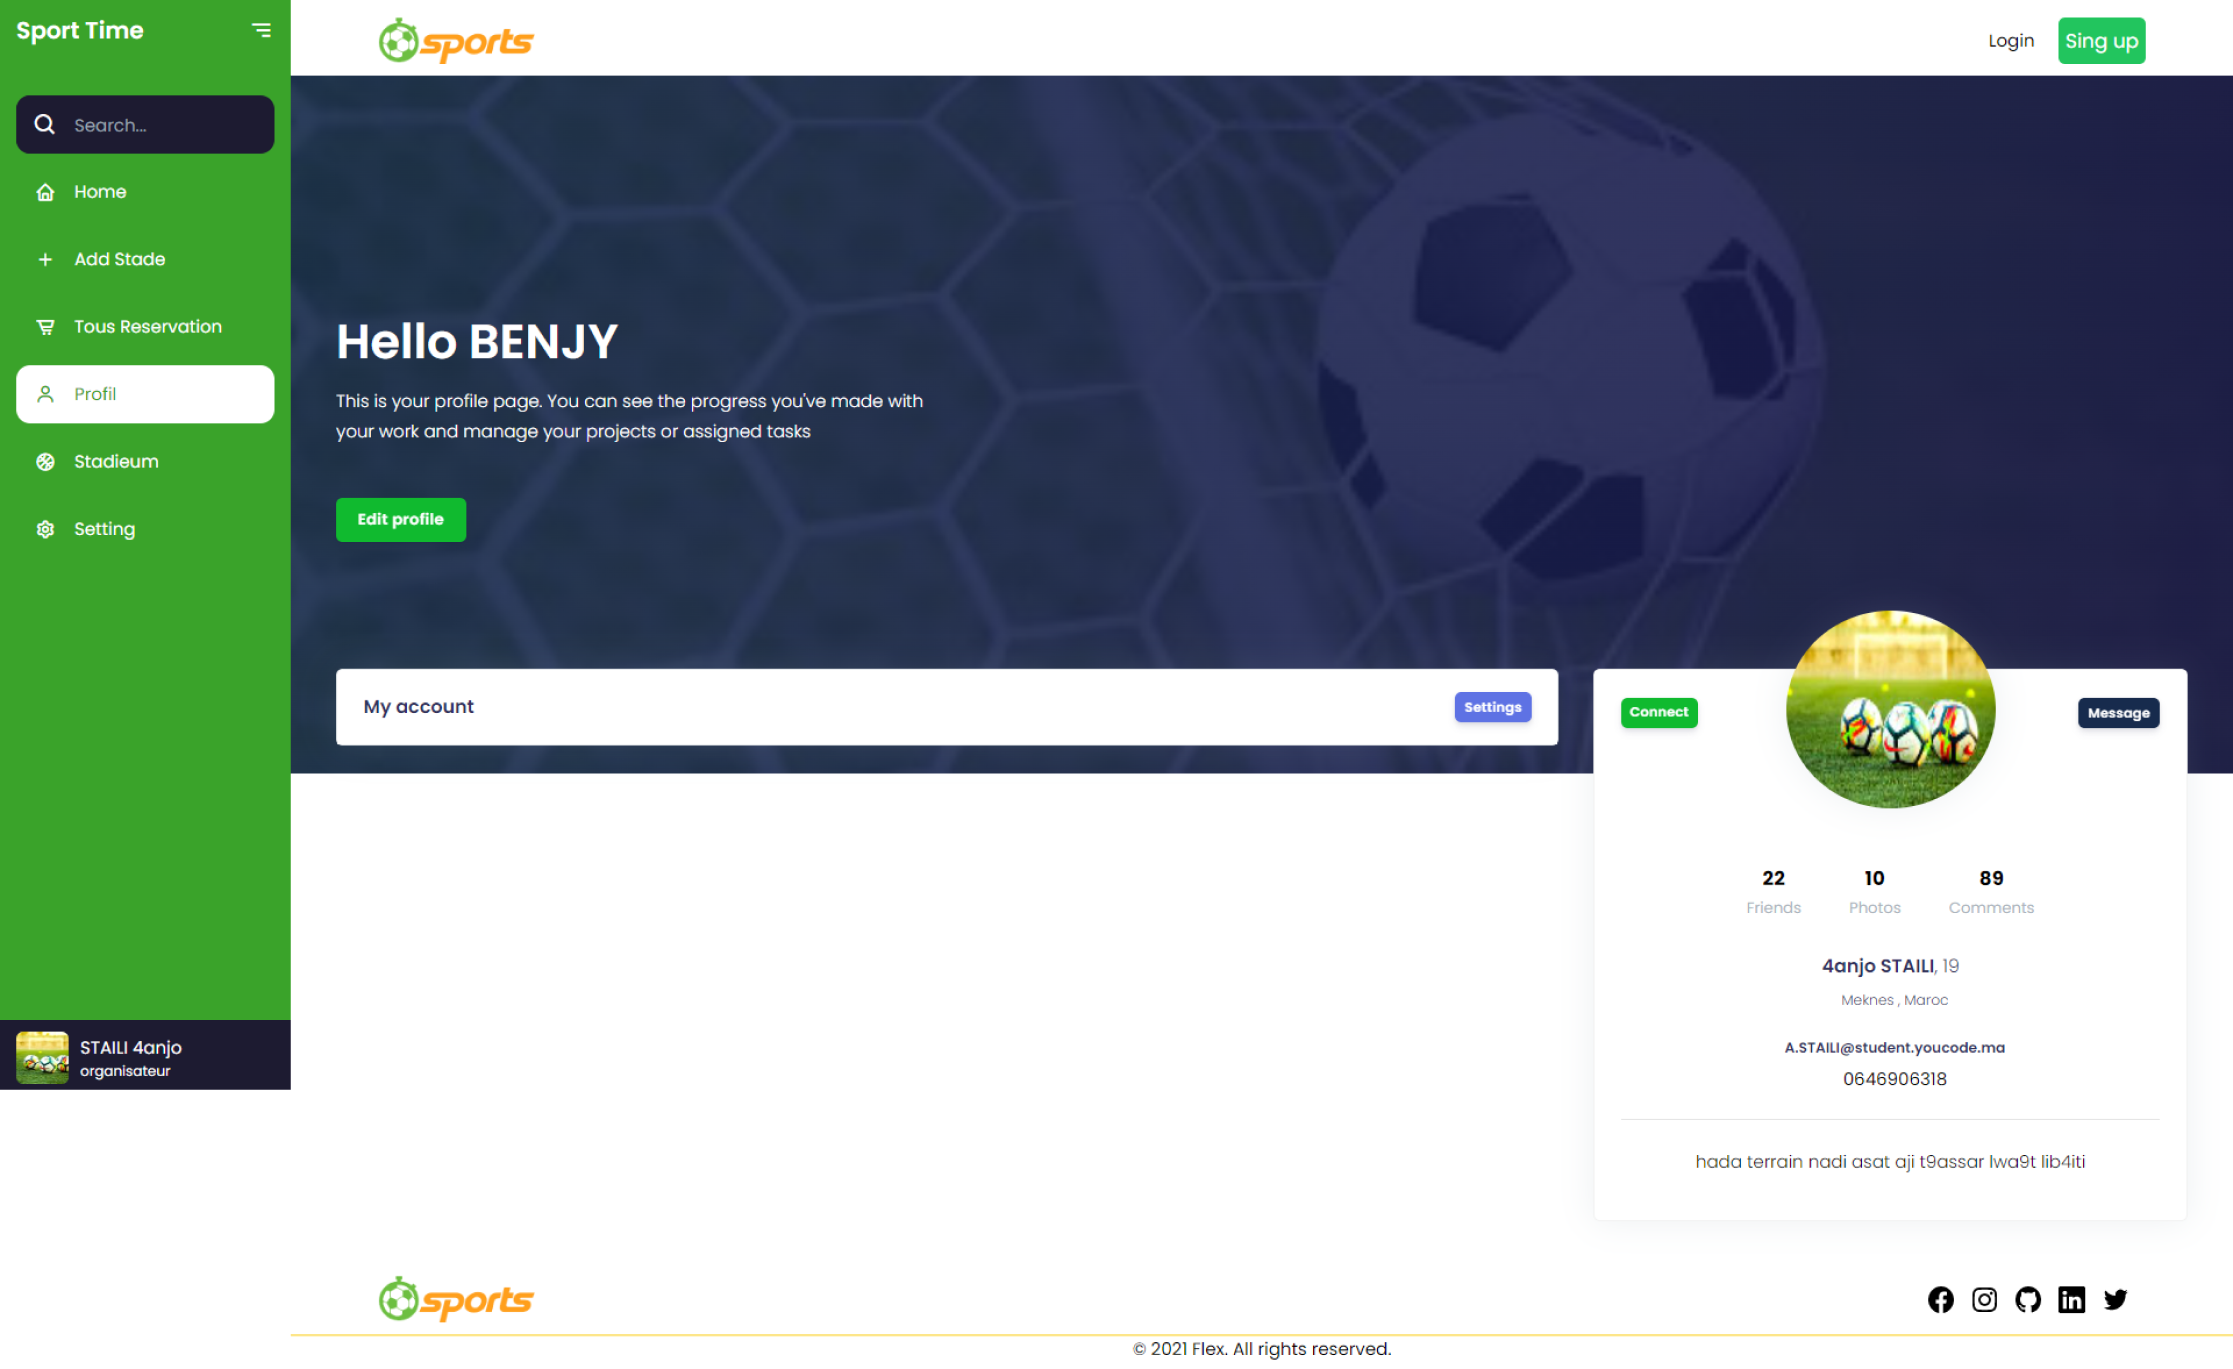 Sport Time
Search...
Home
Add Stade
Tous Reservation
Profil
Stadieum
Setting
STAILI 4anjo
organisateur
sports
Login
Sing up
Hello BENJY
This is your profile page. You can see the progress you've made with
your work and manage your projects or assigned tasks
Edit profile
My account
Settings
Connect
Message
22
Friends
10
Photos
89
Comments
4anjo STAILI, 19
Meknes , Maroc
A.STAILI@student.youcode.ma
0646906318
hada terrain nadi asat aji t9assar lwa9t lib4iti
sports
© 2021 Flex. All rights reserved.